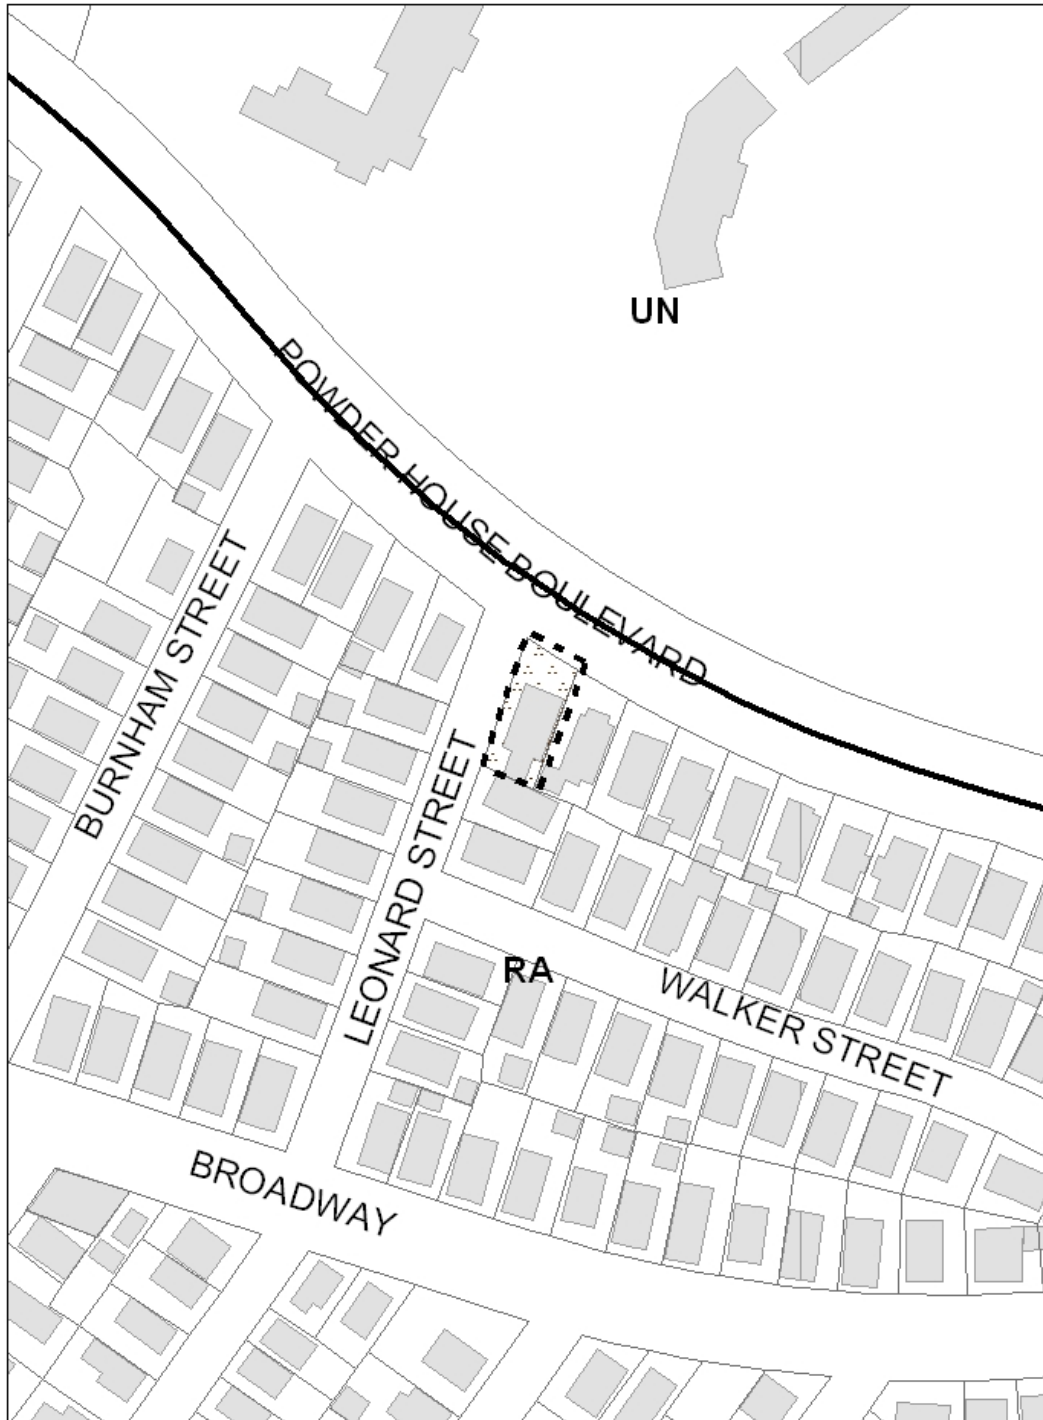 UN
POWDER HOUSE BOULEVARD
BURNHAM STREET
LEONARD STREET
RA
WALKER STREET
BROADWAY